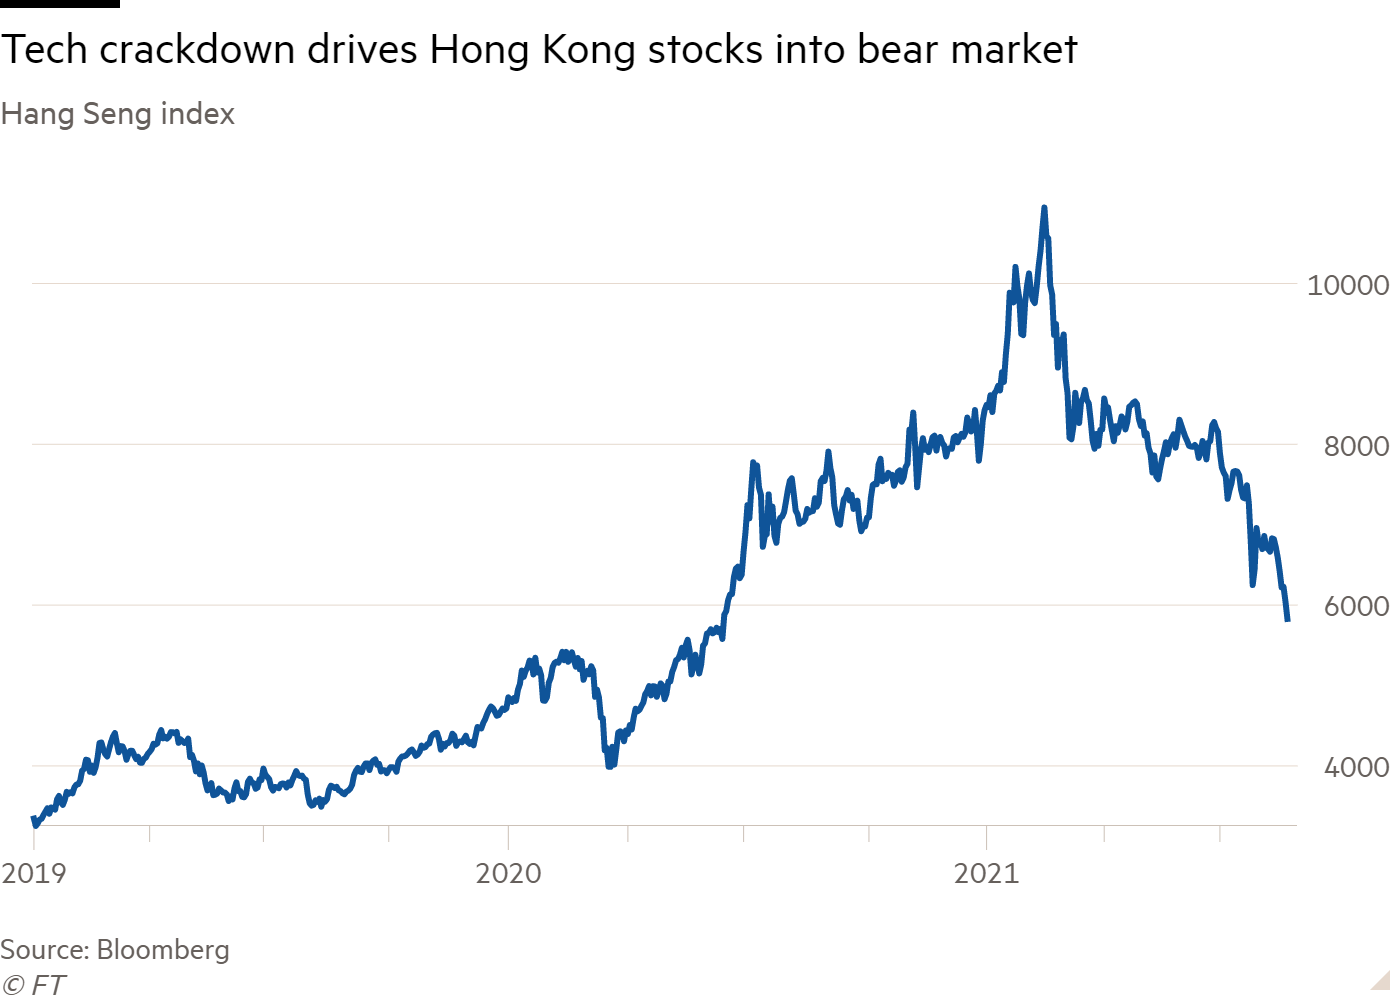 Tech crackdown drives Hong Kong stocks into bear market
Hang Seng index
10000
8000
6000
4000
2019
2020
2021
Source: Bloomberg
© FT